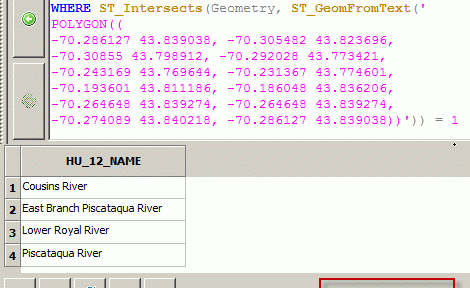 WHERE ST_Intersects(Geometry, ST_GeomFromText('
POLYGON((
-70.286127 43.839038, -70.305482 43.823696,
-70.30855 43.798912, -70.292028 43.773421,
-70.243169 43.769644, -70.231367 43.774601,
-70.193601 43.811186, -70.186048 43.836206,
-70.264648 43.839274, -70.264648 43.839274,
-70.274089 43.840218, -70.286127 43.839038))')) = 1
HU_12_NAME
1 Cousins River
2 East Branch Piscataqua River
3 Lower Royal River
4 Piscataqua River